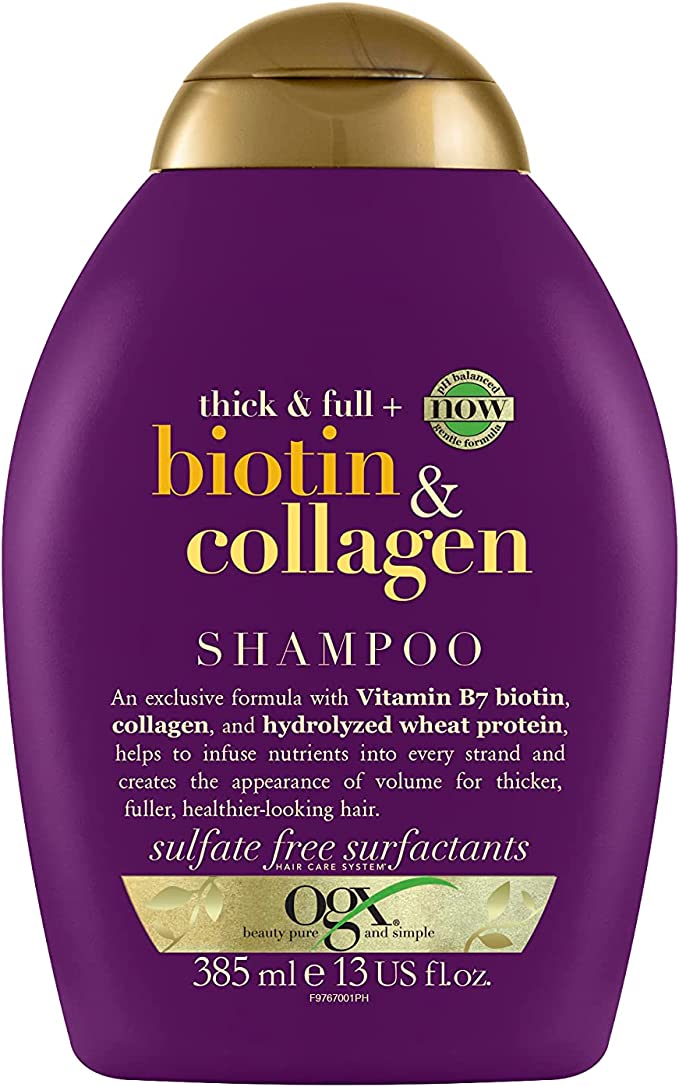 thick & full +
pH balanced
now
gentle formula
biotin &
collagen
SHAMPOO
An exclusive formula with Vitamin B7 biotin,
collagen, and hydrolyzed wheat protein,
helps to infuse nutrients into every strand and
creates the appearance of volume for thicker,
fuller, healthier-looking hair.
sulfate free surfactants
HAIR CARE SYSTEM
ogx®
beauty pure and simple
385 ml e 13 US fl.oz.
F9767001PH